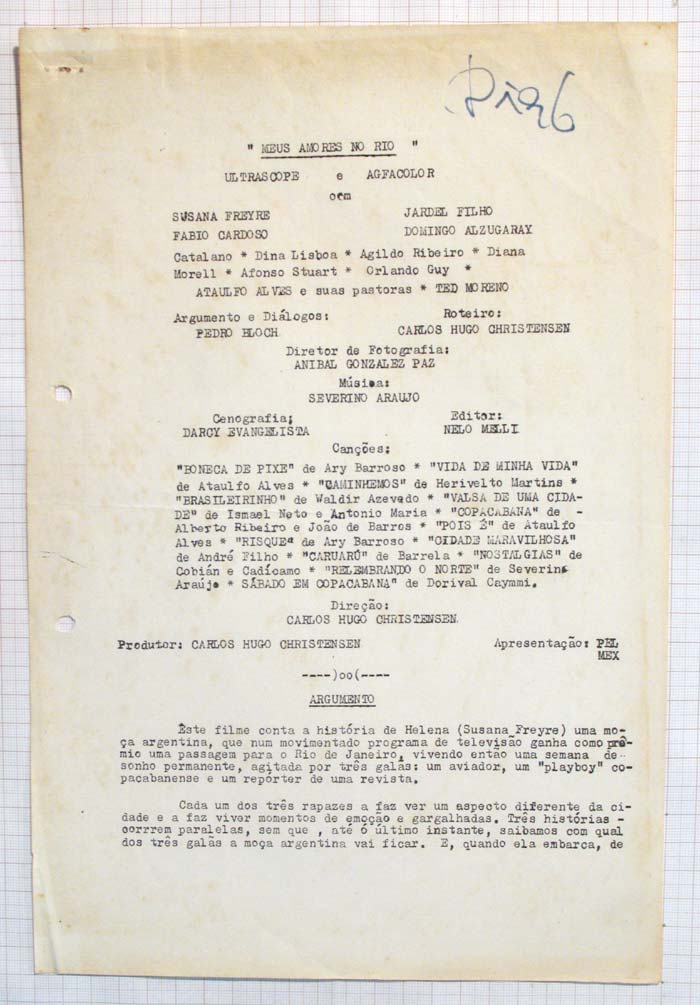 " MEUS AMORES NO RIO "
ULTRASCOPE e AGFACOLOR
com
SUSANA FREYRE JARDEL FILHO
FABIO CARDOSO DOMINGO ALZUGARAY
Catalano * Dina Lisboa * Agildo Ribeiro * Diana
Morell * Afonso Stuart * Orlando Guy *
ATAULFO ALVES e suas pastoras * TED MORENO
Argumento e Diálogos: Roteiro:
PEDRO BLOCH CARLOS HUGO CHRISTENSEN
Diretor de Fotografia:
ANIBAL GONZALEZ PAZ
Música:
SEVERINO ARAUJO
Cenografia; Editor:
DARCY EVANGELISTA NELO MELLI
Canções:
"BONECA DE PIXE" de Ary Barroso * "VIDA DE MINHA VIDA"
de Ataulfo Alves * "CAMINHEMOS" de Herivelto Martins *
"BRASILEIRINHO" de Waldir Azevedo * "VALSA DE UMA CIDA-
DE" de Ismael Neto e Antonio Maria * "COPACABANA" de -
Alberto Ribeiro e João de Barros * "POIS É" de Ataulfo
Alves * "RISQUE" de Ary Barroso * "CIDADE MARAVILHOSA"
de André Filho * "CARUARÚ" de Barrela * "NOSTALGIAS" de
Cobián e Cadícamo * "RELEMBRANDO O NORTE" de Severino
Araújo * SÁBADO EM COPACABANA" de Dorival Caymmi.
Direção:
CARLOS HUGO CHRISTENSEN
Produtor: CARLOS HUGO CHRISTENSEN Apresentação: PEL
MEX
----)oo(----
ARGUMENTO
Êste filme conta a história de Helena (Susana Freyre) uma mo-
ça argentina, que num movimentado programa de televisão ganha como prê-
mio uma passagem para o Rio de Janeiro, vivendo então uma semana de-
sonho permanente, agitada por três galãs: um aviador, um "playboy" co-
pacabanense e um repórter de uma revista.
Cada um dos três rapazes a faz ver um aspecto diferente da ci-
dade e a faz viver momentos de emoção e gargalhadas. Três histórias -
corrrem paralelas, sem que , até ó último instante, saibamos com qual
dos três galãs a moça argentina vai ficar. E, quando ela embarca, de